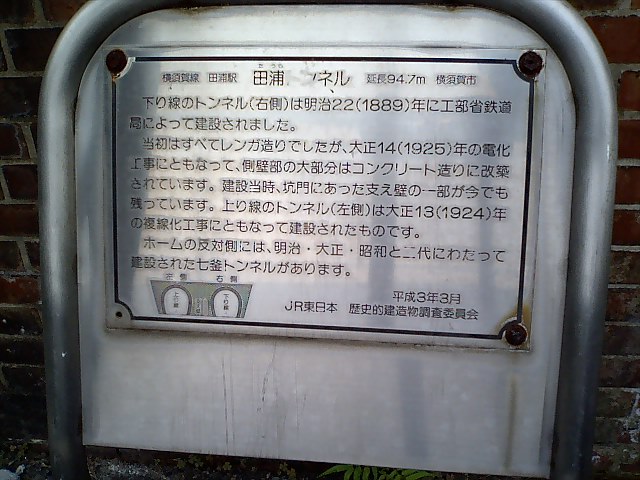 たうら
横須賀線 田浦駅 田浦 ンネル 延長94.7m 横須賀市
下り線のトンネル(右側)は明治22(1889)年に工部省鉄道
局によって建設されました。
当初はすべてレンガ造りでしたが、大正14(1925)年の電化
工事にともなって、側壁部の大部分はコンクリート造りに改築
されています。建設当時、坑門にあった支え壁の一部が今でも
残っています。上り線のトンネル(左側)は大正13(1924)年
の複線化工事にともなって建設されたものです。
ホームの反対側には、明治・大正・昭和と二代にわたって
建設された七釜トンネルがあります。
左側 右側
上り線 下り線
平成3年3月
JR東日本 歴史的建造物調査委員会